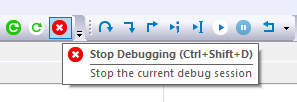 Stop Debugging (Ctrl+Shift+D)
Stop the current debug session